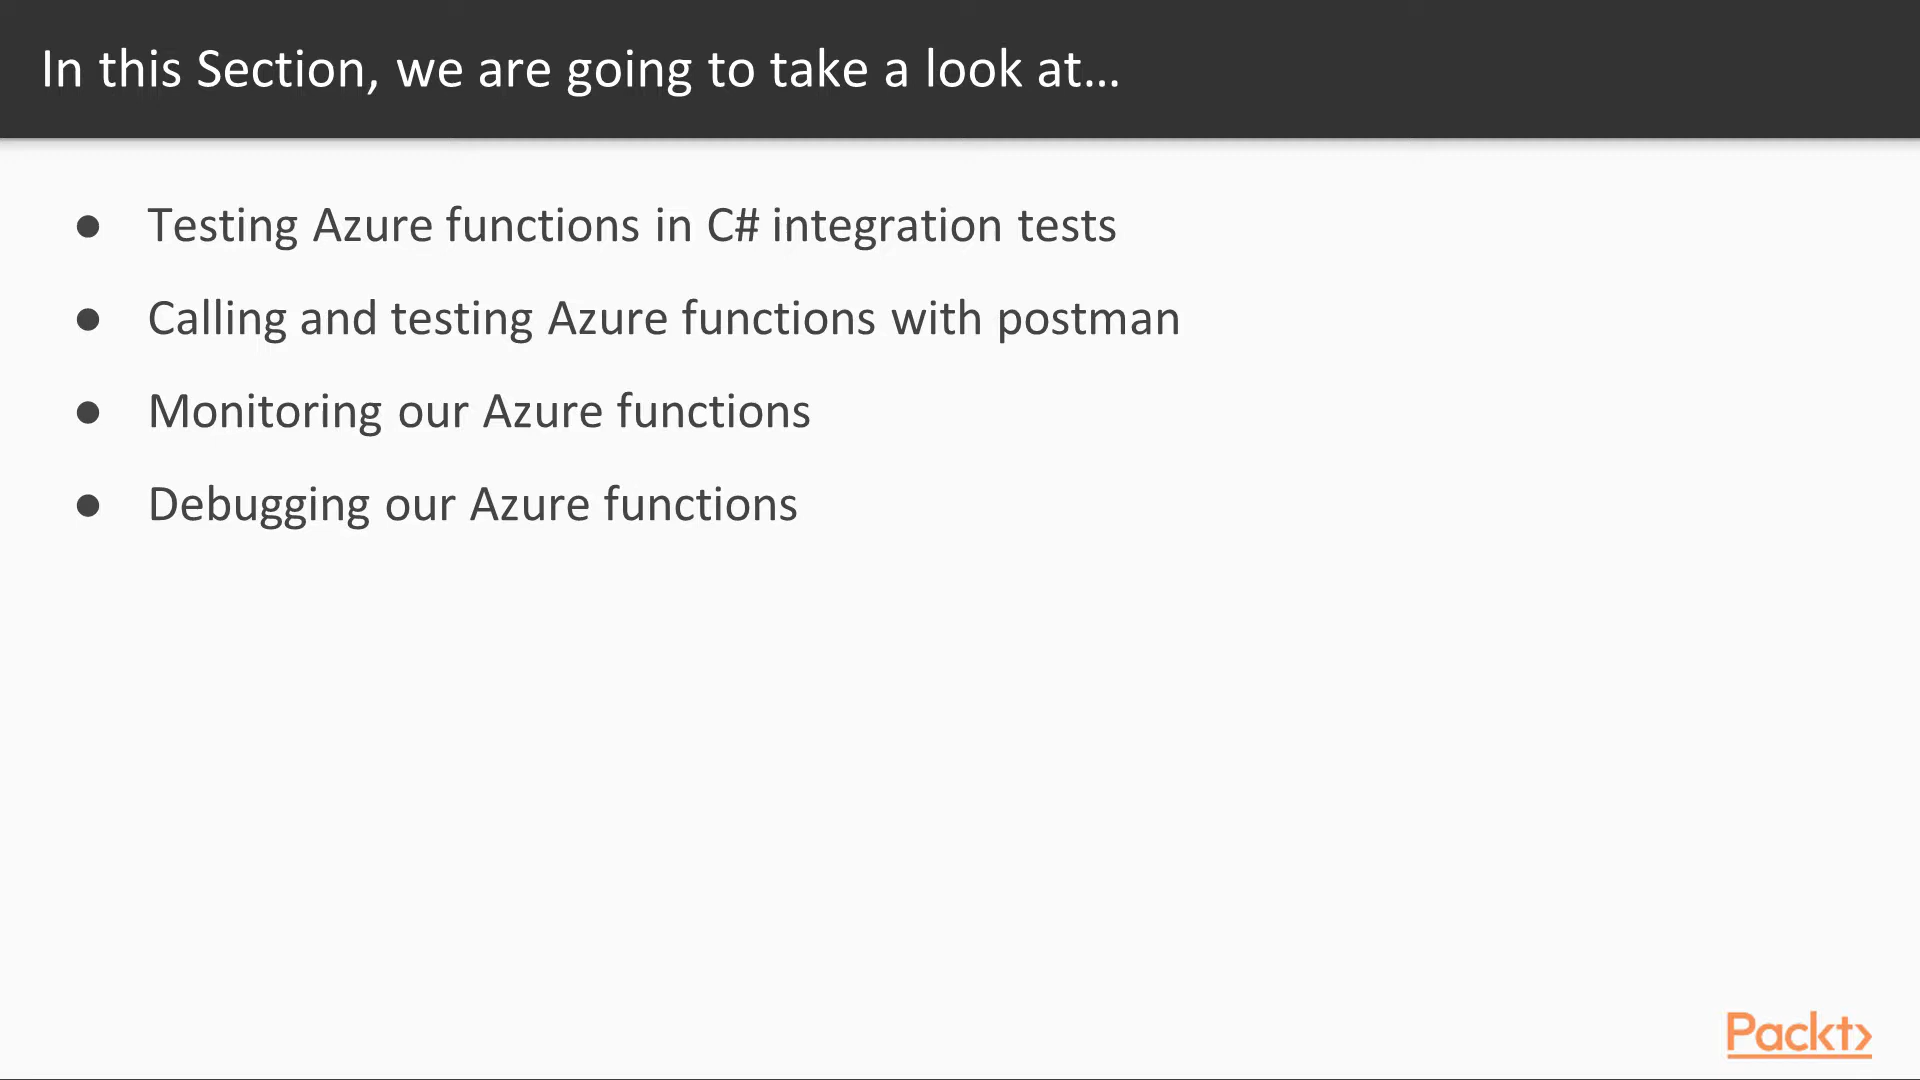 In this Section, we are going to take a look at...
● Testing Azure functions in C# integration tests
● Calling and testing Azure functions with postman
● Monitoring our Azure functions
● Debugging our Azure functions
Packt>